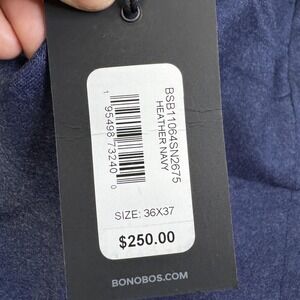 BSB11064SN2675
HEATHER NAVY
1 95498 73240 0
SIZE: 36X37
$250.00
BONOBOS.COM